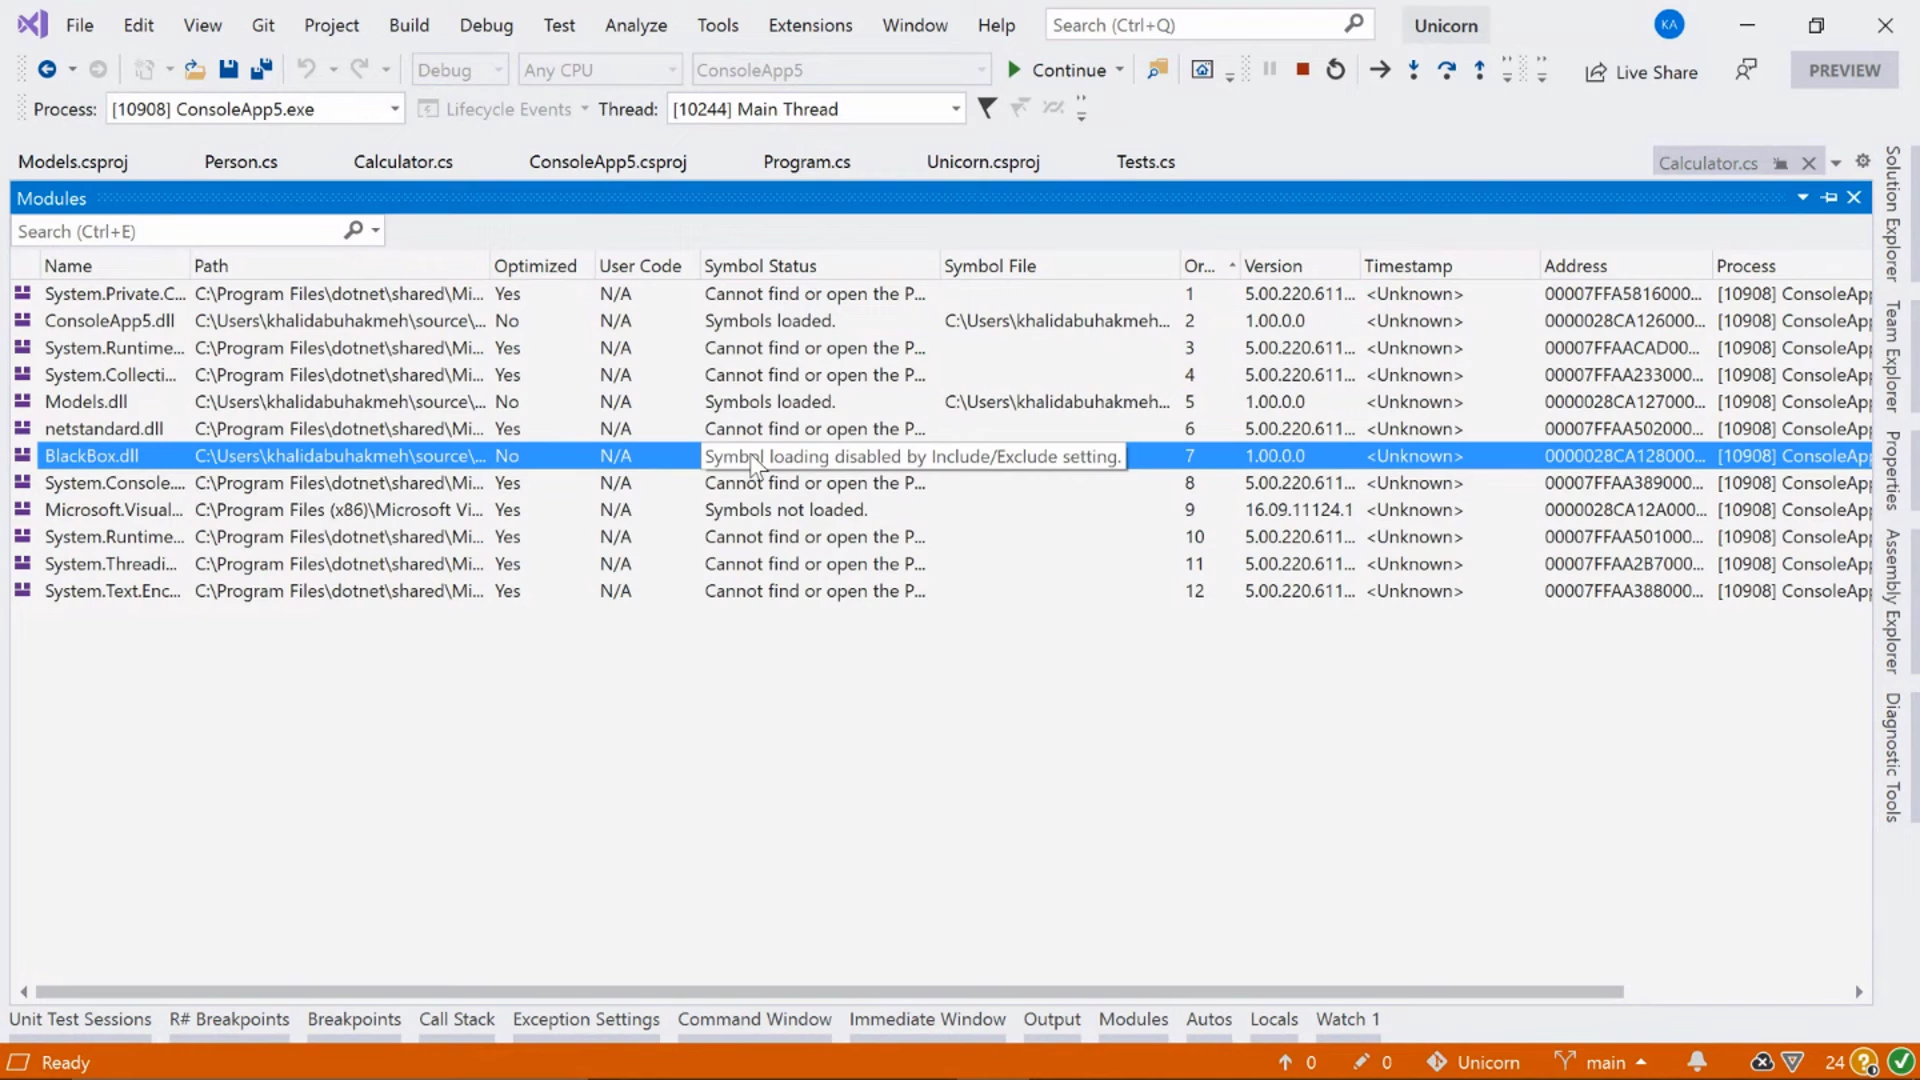 File Edit View Git Project Build Debug Test Analyze Tools Extensions Window Help Search (Ctrl+Q) Unicorn KA
Debug Any CPU ConsoleApp5 Continue Live Share PREVIEW
Process: [10908] ConsoleApp5.exe Lifecycle Events Thread: [10244] Main Thread
Models.csproj Person.cs Calculator.cs ConsoleApp5.csproj Program.cs Unicorn.csproj Tests.cs Calculator.cs
Modules
Search (Ctrl+E)
Name Path Optimized User Code Symbol Status Symbol File Or... Version Timestamp Address Process
System.Private.C... C:\Program Files\dotnet\shared\Mi... Yes N/A Cannot find or open the P... 1 5.00.220.611... <Unknown> 00007FFA5816000... [10908] ConsoleApp
ConsoleApp5.dll C:\Users\khalidabuhakmeh\source\... No N/A Symbols loaded. C:\Users\khalidabuhakmeh... 2 1.00.0.0 <Unknown> 0000028CA126000... [10908] ConsoleApp
System.Runtime... C:\Program Files\dotnet\shared\Mi... Yes N/A Cannot find or open the P... 3 5.00.220.611... <Unknown> 00007FFAACAD00... [10908] ConsoleApp
System.Collecti... C:\Program Files\dotnet\shared\Mi... Yes N/A Cannot find or open the P... 4 5.00.220.611... <Unknown> 00007FFAA233000... [10908] ConsoleApp
Models.dll C:\Users\khalidabuhakmeh\source\... No N/A Symbols loaded. C:\Users\khalidabuhakmeh... 5 1.00.0.0 <Unknown> 0000028CA127000... [10908] ConsoleApp
netstandard.dll C:\Program Files\dotnet\shared\Mi... Yes N/A Cannot find or open the P... 6 5.00.220.611... <Unknown> 00007FFAA502000... [10908] ConsoleApp
BlackBox.dll C:\Users\khalidabuhakmeh\source\... No N/A Symbol loading disabled by Include/Exclude setting. 7 1.00.0.0 <Unknown> 0000028CA128000... [10908] ConsoleApp
System.Console.... C:\Program Files\dotnet\shared\Mi... Yes N/A Cannot find or open the P... 8 5.00.220.611... <Unknown> 00007FFAA389000... [10908] ConsoleApp
Microsoft.Visual... C:\Program Files (x86)\Microsoft Vi... Yes N/A Symbols not loaded. 9 16.09.11124.1 <Unknown> 0000028CA12A000... [10908] ConsoleApp
System.Runtime... C:\Program Files\dotnet\shared\Mi... Yes N/A Cannot find or open the P... 10 5.00.220.611... <Unknown> 00007FFAA501000... [10908] ConsoleApp
System.Threadi... C:\Program Files\dotnet\shared\Mi... Yes N/A Cannot find or open the P... 11 5.00.220.611... <Unknown> 00007FFAA2B7000... [10908] ConsoleApp
System.Text.Enc... C:\Program Files\dotnet\shared\Mi... Yes N/A Cannot find or open the P... 12 5.00.220.611... <Unknown> 00007FFAA388000... [10908] ConsoleApp
Solution Explorer
Team Explorer
Properties
Assembly Explorer
Diagnostic Tools
Unit Test Sessions R# Breakpoints Breakpoints Call Stack Exception Settings Command Window Immediate Window Output Modules Autos Locals Watch 1
Ready 0 0 Unicorn main 24